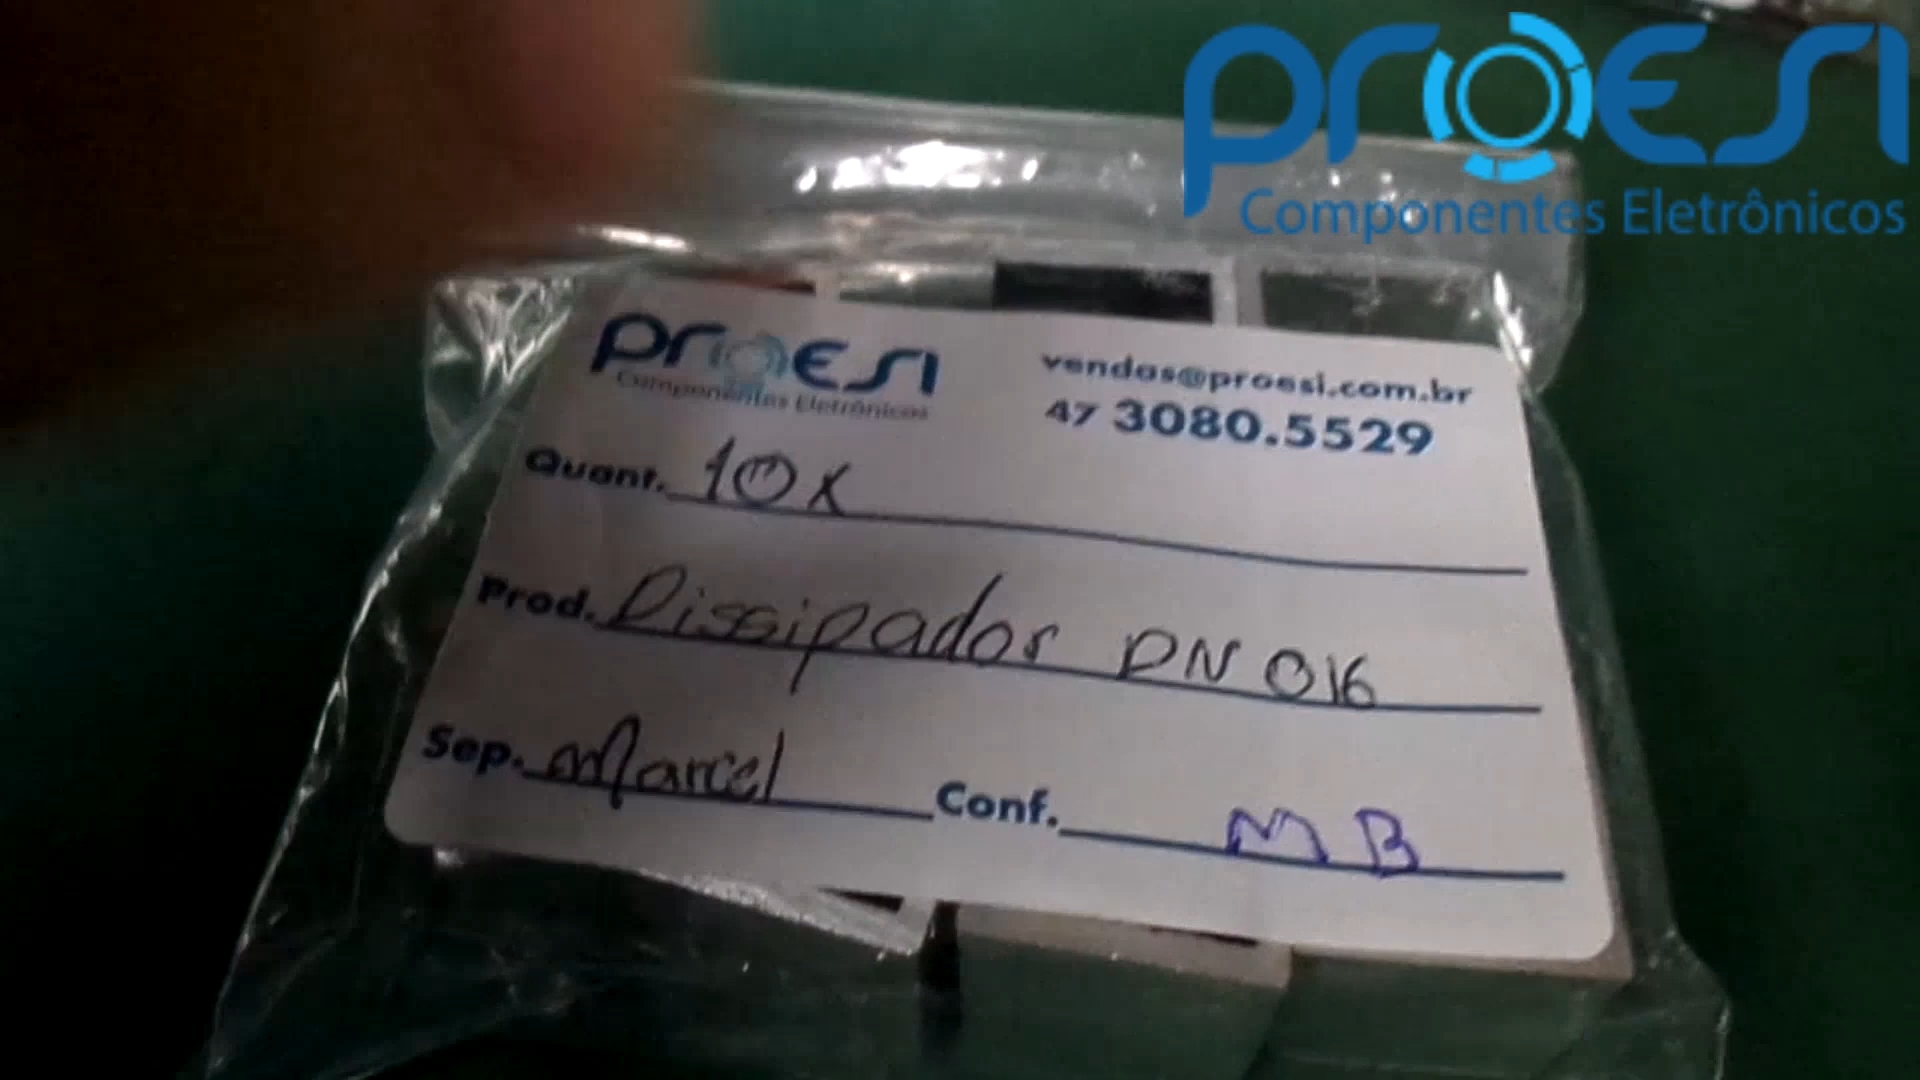 PROESI
Componentes Eletrônicos
PROESI
Componentes Eletrônicos
vendas@proesi.com.br
47 3080.5529
Quant. 10x
Prod. Dissipador DN 016
Sep. Marcel Conf. MB